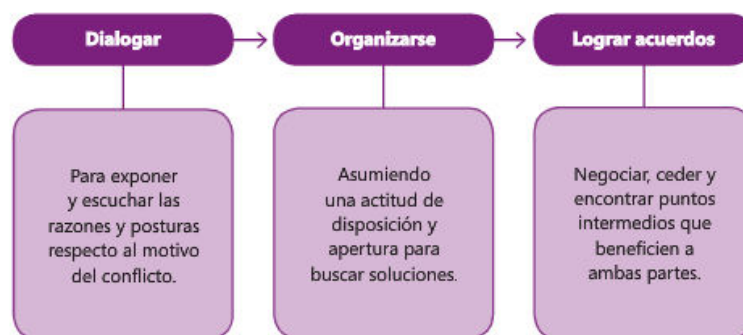 Dialogar
Organizarse
Lograr acuerdos
Para exponer
y escuchar las
razones y posturas
respecto al motivo
del conflicto.
Asumiendo
una actitud de
disposición y
apertura para
buscar soluciones.
Negociar, ceder y
encontrar puntos
intermedios que
beneficien a
ambas partes.